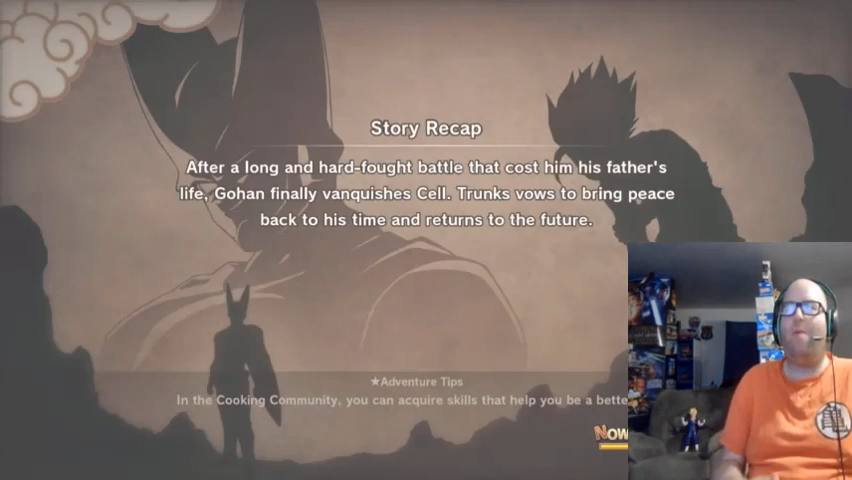 Story Recap
After a long and hard-fought battle that cost him his father's
life, Gohan finally vanquishes Cell. Trunks vows to bring peace
back to his time and returns to the future.
★Adventure Tips
In the Cooking Community, you can acquire skills that help you be a bette
Now